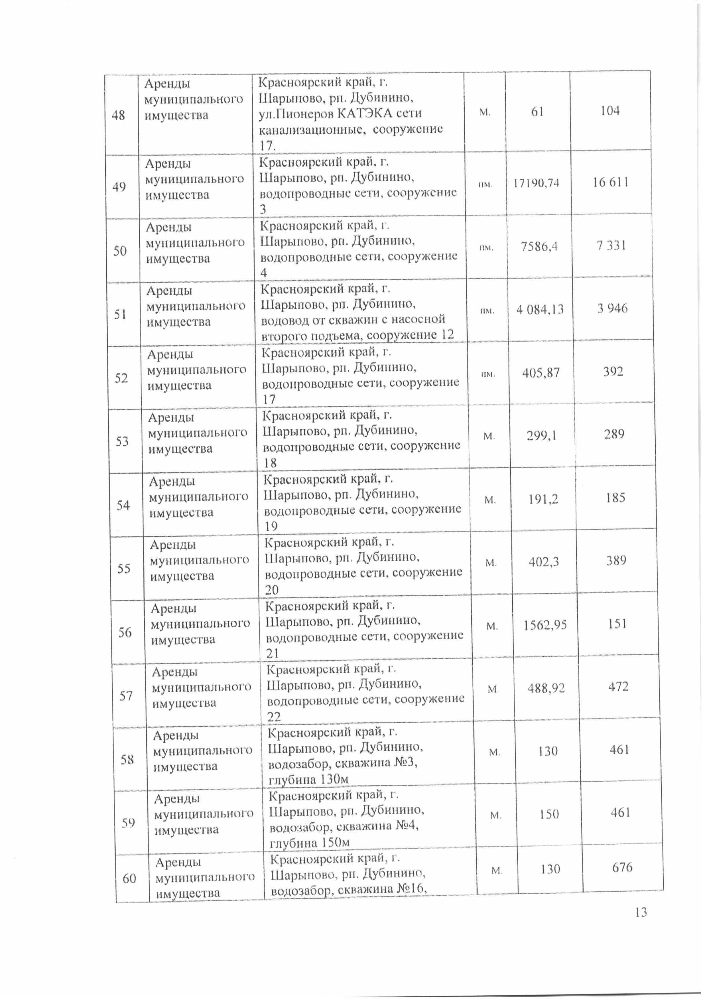 48
Аренды
муниципального
имущества
Красноярский край, г.
Шарыпово, рп. Дубинино,
ул.Пионеров КАТЭКА сети
канализационные, сооружение
17.
м.
61
104
49
Аренды
муниципального
имущества
Красноярский край, г.
Шарыпово, рп. Дубинино,
водопроводные сети, сооружение
3
пм.
17190,74
16 611
50
Аренды
муниципального
имущества
Красноярский край, г.
Шарыпово, рп. Дубинино,
водопроводные сети, сооружение
4
пм.
7586,4
7 331
51
Аренды
муниципального
имущества
Красноярский край, г.
Шарыпово, рп. Дубинино,
водовод от скважин с насосной
второго подъема, сооружение 12
пм.
4 084,13
3 946
52
Аренды
муниципального
имущества
Красноярский край, г.
Шарыпово, рп. Дубинино,
водопроводные сети, сооружение
17
пм.
405,87
392
53
Аренды
муниципального
имущества
Красноярский край, г.
Шарыпово, рп. Дубинино,
водопроводные сети, сооружение
18
м.
299,1
289
54
Аренды
муниципального
имущества
Красноярский край, г.
Шарыпово, рп. Дубинино,
водопроводные сети, сооружение
19
м.
191,2
185
55
Аренды
муниципального
имущества
Красноярский край, г.
Шарыпово, рп. Дубинино,
водопроводные сети, сооружение
20
м.
402,3
389
56
Аренды
муниципального
имущества
Красноярский край, г.
Шарыпово, рп. Дубинино,
водопроводные сети, сооружение
21
м.
1562,95
151
57
Аренды
муниципального
имущества
Красноярский край, г.
Шарыпово, рп. Дубинино,
водопроводные сети, сооружение
22
м.
488,92
472
58
Аренды
муниципального
имущества
Красноярский край, г.
Шарыпово, рп. Дубинино,
водозабор, скважина №3,
глубина 130м
м.
130
461
59
Аренды
муниципального
имущества
Красноярский край, г.
Шарыпово, рп. Дубинино,
водозабор, скважина №4,
глубина 150м
м.
150
461
60
Аренды
муниципального
имущества
Красноярский край, г.
Шарыпово, рп. Дубинино,
водозабор, скважина №16,
м.
130
676
13